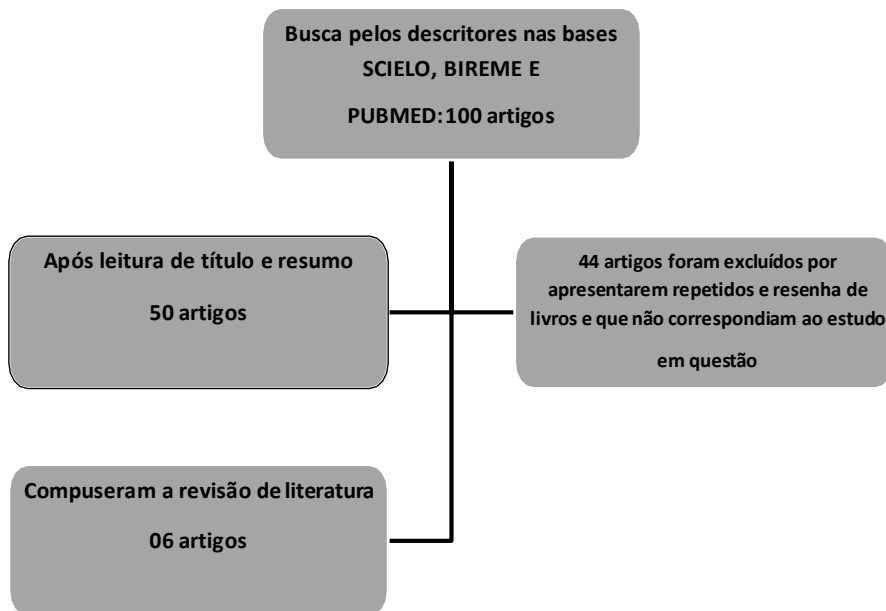 Busca pelos descritores nas bases
SCIELO, BIREME E
PUBMED:100 artigos
Após leitura de título e resumo
50 artigos
44 artigos foram excluídos por
apresentarem repetidos e resenha de
livros e que não correspondiam ao estudo
em questão
Compuseram a revisão de literatura
06 artigos